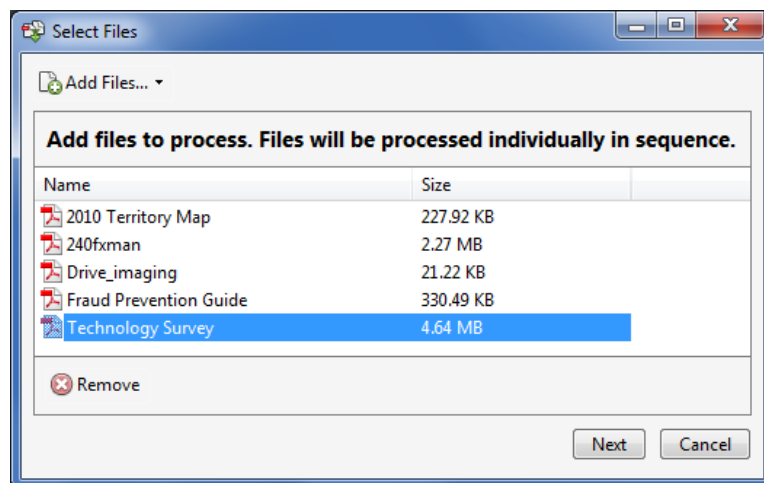 Select Files
Add Files...
Add files to process. Files will be processed individually in sequence.
Name Size
2010 Territory Map 227.92 KB
240fxman 2.27 MB
Drive_imaging 21.22 KB
Fraud Prevention Guide 330.49 KB
Technology Survey 4.64 MB
Remove
Next Cancel